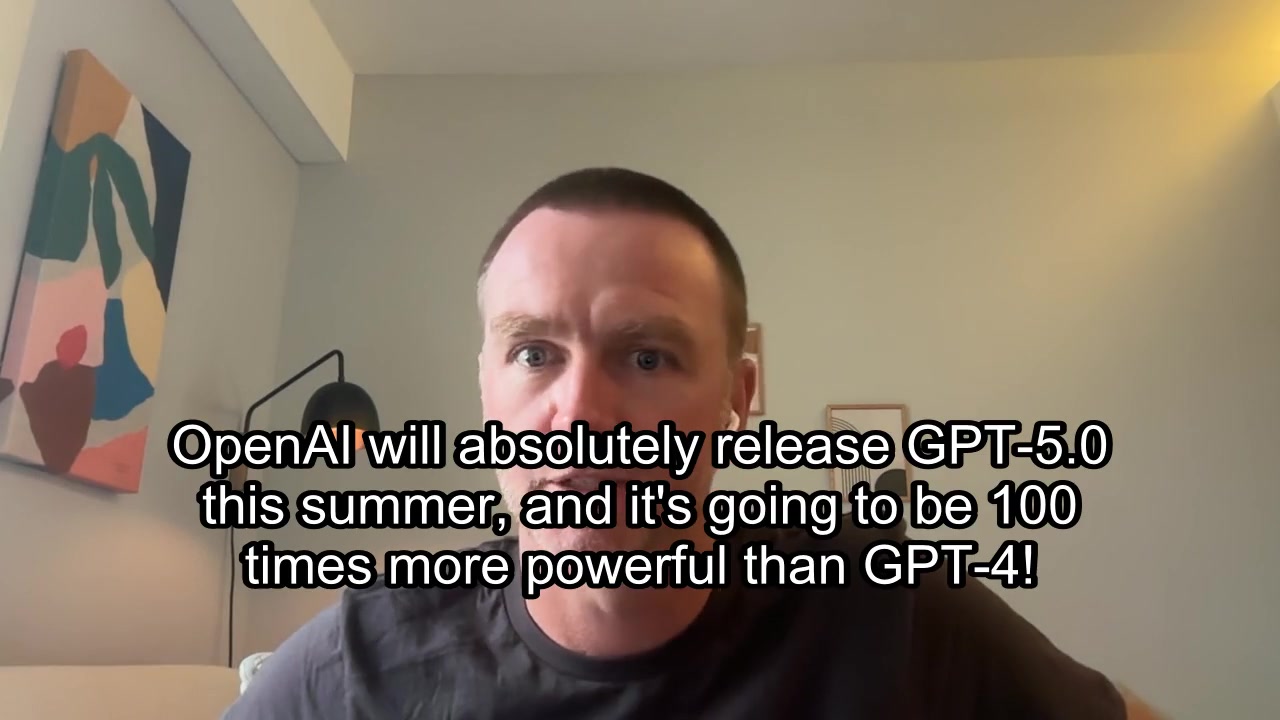 OpenAI will absolutely release GPT-5.0
this summer, and it's going to be 100
times more powerful than GPT-4!